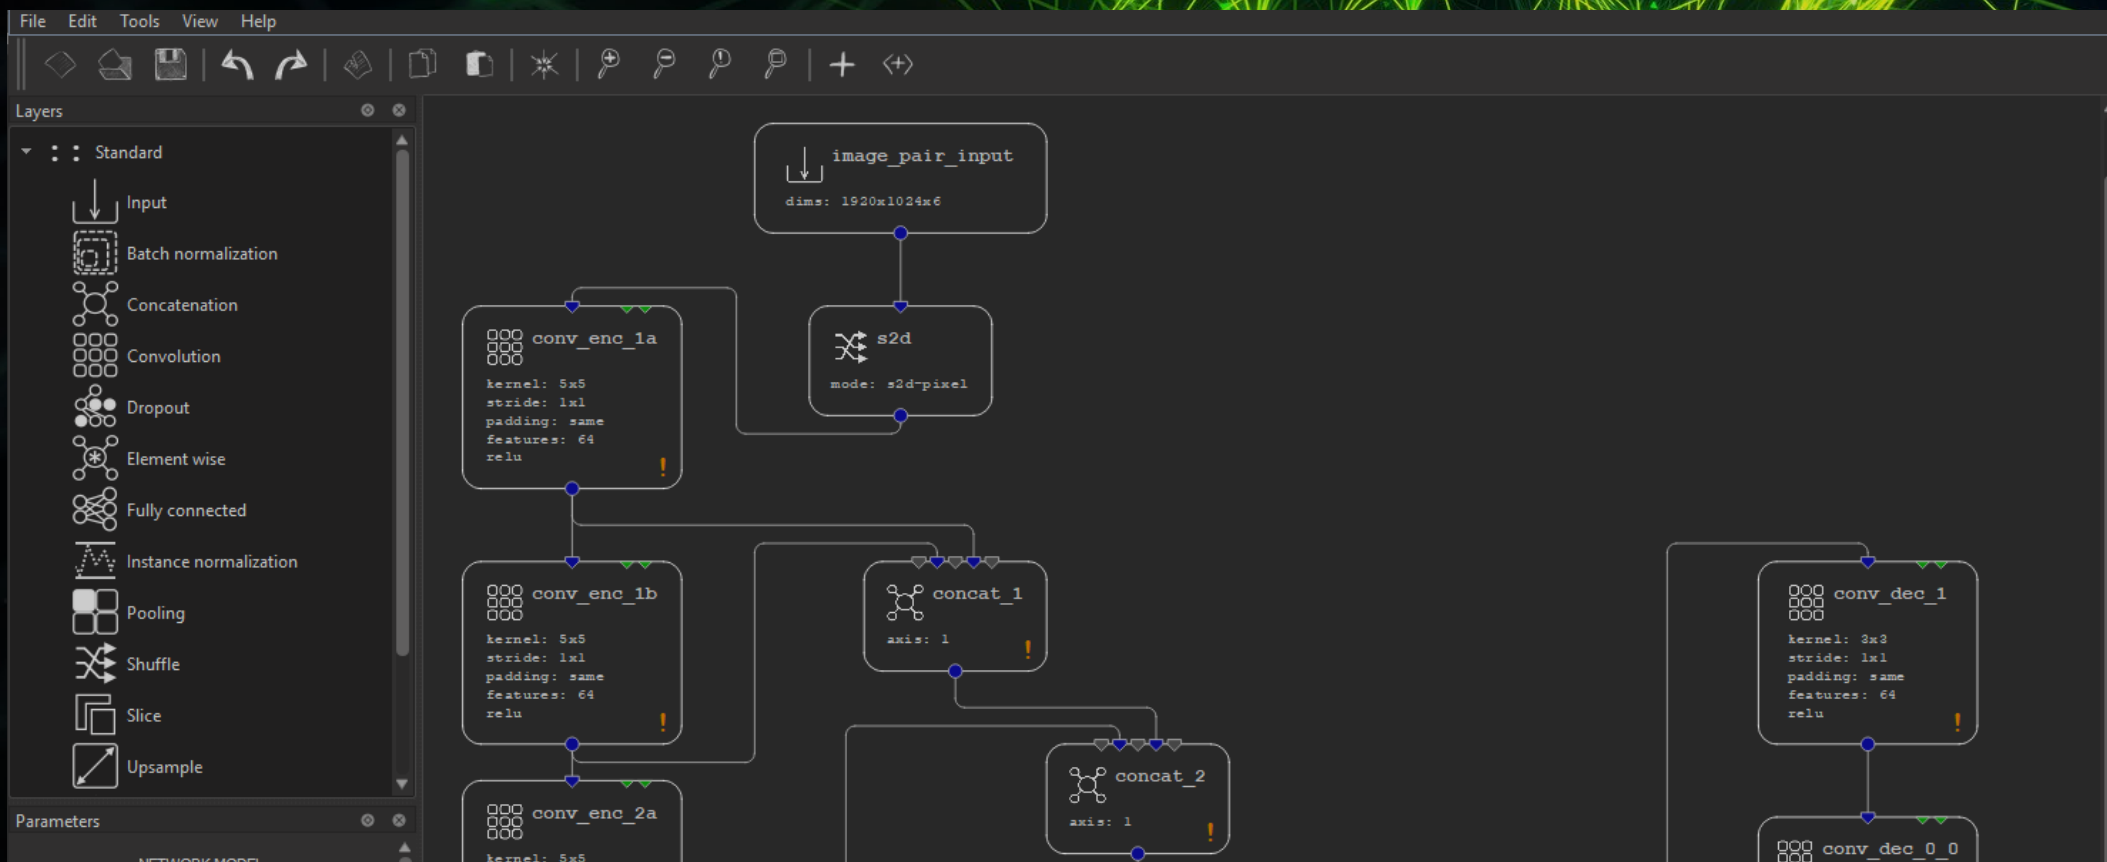 File Edit Tools View Help
Layers
Standard
Input
Batch normalization
Concatenation
Convolution
Dropout
Element wise
Fully connected
Instance normalization
Pooling
Shuffle
Slice
Upsample
Parameters
NETWORK MODEL
image_pair_input
dims: 1920x1024x6
conv_enc_1a
kernel: 5x5
stride: 1x1
padding: same
features: 64
relu
!
s2d
mode: s2d-pixel
conv_enc_1b
kernel: 5x5
stride: 1x1
padding: same
features: 64
relu
!
concat_1
axis: 1
!
conv_dec_1
kernel: 3x3
stride: 1x1
padding: same
features: 64
relu
!
conv_enc_2a
kernel: 5x5
concat_2
axis: 1
!
conv_dec_0_0